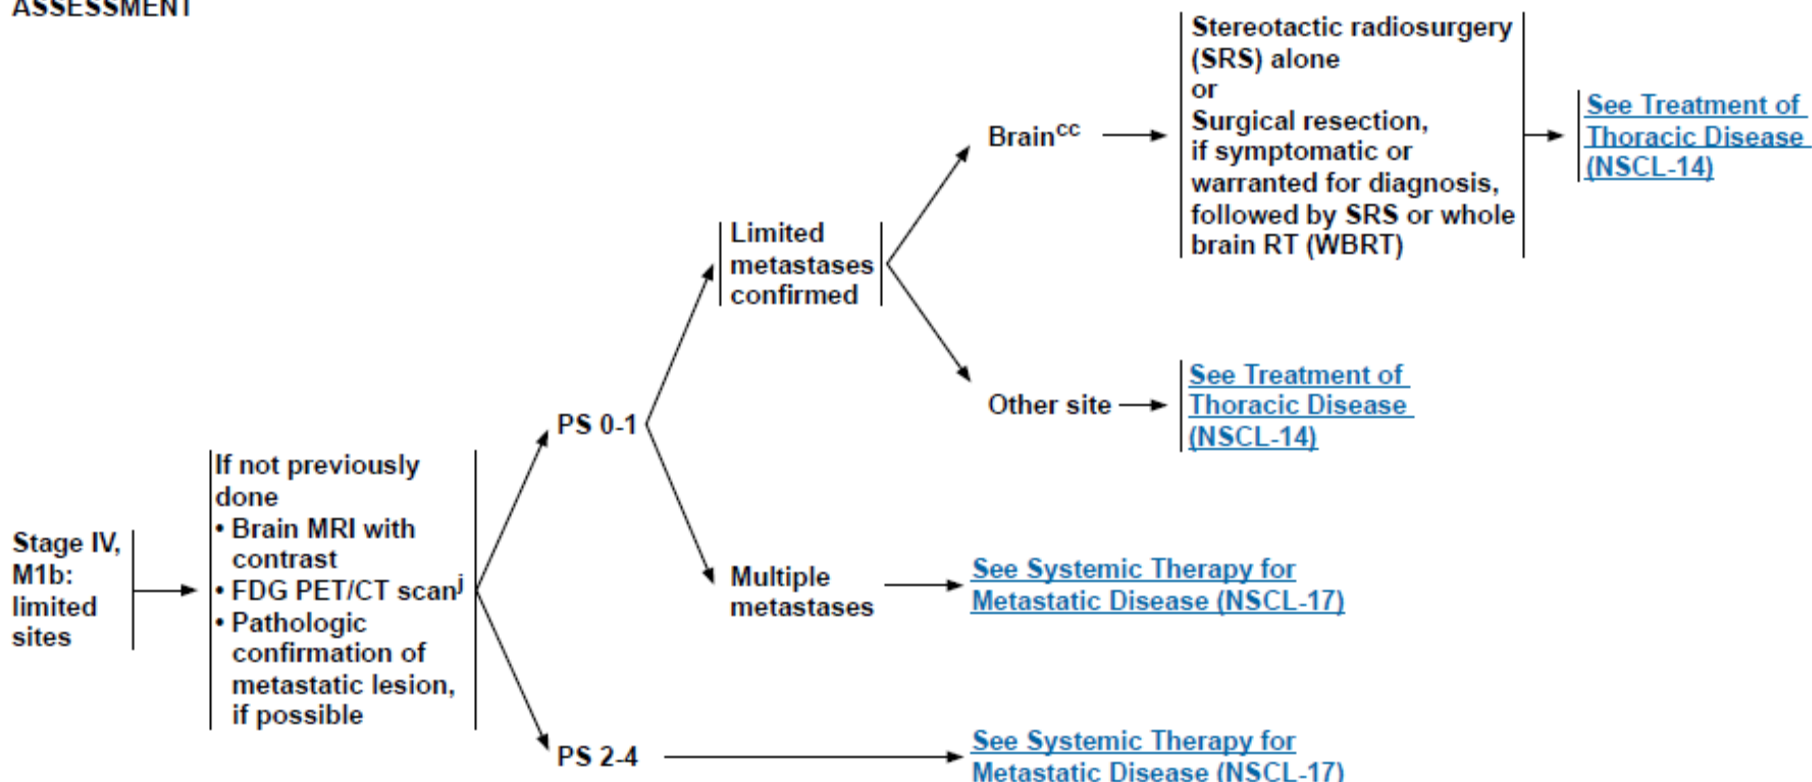 ASSESSMENT
Stage IV,
M1b:
limited
sites
If not previously
done
• Brain MRI with
contrast
• FDG PET/CT scanʲ
• Pathologic
confirmation of
metastatic lesion,
if possible
PS 0-1
Limited
metastases
confirmed
Brainᶜᶜ
Stereotactic radiosurgery
(SRS) alone
or
Surgical resection,
if symptomatic or
warranted for diagnosis,
followed by SRS or whole
brain RT (WBRT)
See Treatment of
Thoracic Disease
(NSCL-14)
Other site
See Treatment of
Thoracic Disease
(NSCL-14)
Multiple
metastases
See Systemic Therapy for
Metastatic Disease (NSCL-17)
PS 2-4
See Systemic Therapy for
Metastatic Disease (NSCL-17)